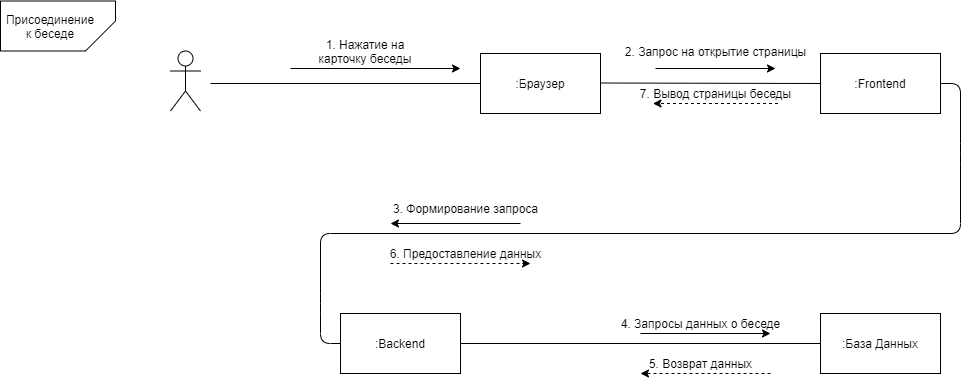 Присоединение
к беседе
1. Нажатие на
карточку беседы
2. Запрос на открытие страницы
:Браузер
:Frontend
7. Вывод страницы беседы
3. Формирование запроса
6. Предоставление данных
4. Запросы данных о беседе
:Backend
:База Данных
5. Возврат данных